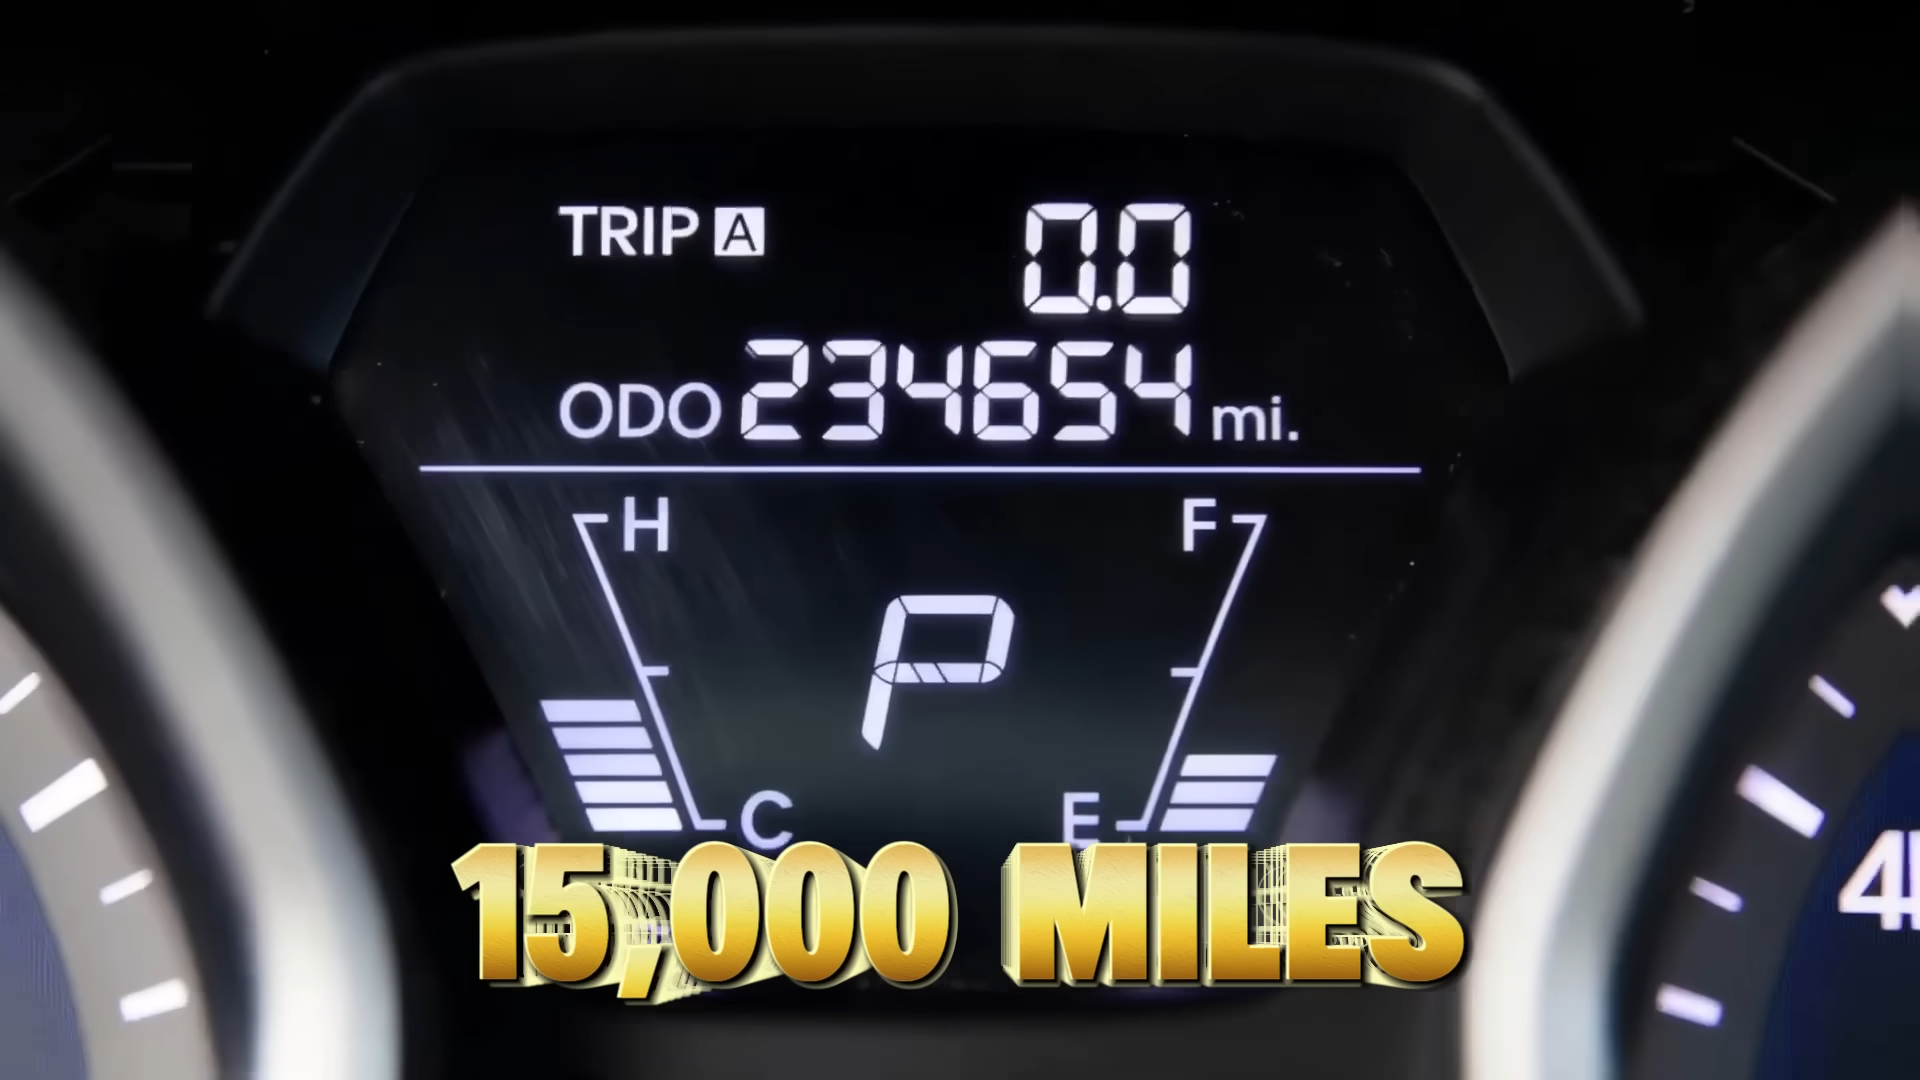 TRIP A 0.0
ODO 234654 mi.
H F
P
C E
15,000 MILES